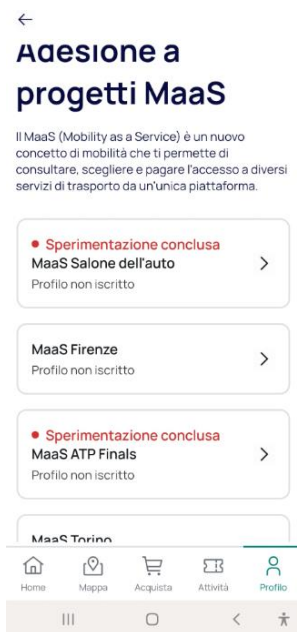 Adesione a
progetti MaaS
Il MaaS (Mobility as a Service) è un nuovo
concetto di mobilità che ti permette di
consultare, scegliere e pagare l'accesso a diversi
servizi di trasporto da un'unica piattaforma.
Sperimentazione conclusa
MaaS Salone dell'auto
Profilo non iscritto
MaaS Firenze
Profilo non iscritto
Sperimentazione conclusa
MaaS ATP Finals
Profilo non iscritto
MaaS Torino
Home Mappa Acquista Attività Profilo